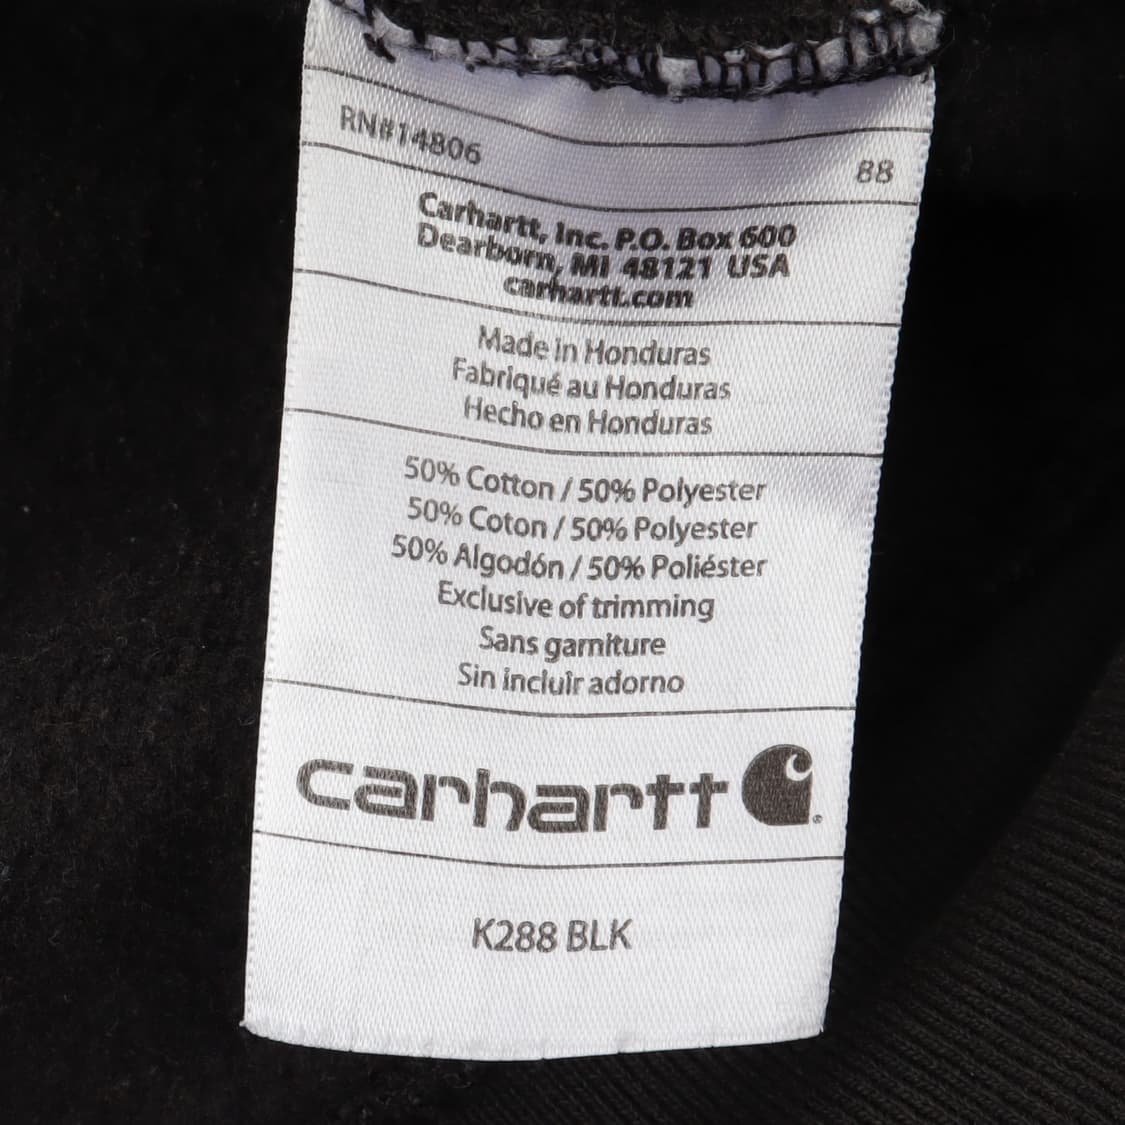 RN#14806
88
Carhartt, Inc. P.O. Box 600
Dearborn, MI 48121 USA
carhartt.com
Made in Honduras
Fabriqué au Honduras
Hecho en Honduras
50% Cotton / 50% Polyester
50% Coton / 50% Polyester
50% Algodón / 50% Poliéster
Exclusive of trimming
Sans garniture
Sin incluir adorno
carhartt ®
K288 BLK